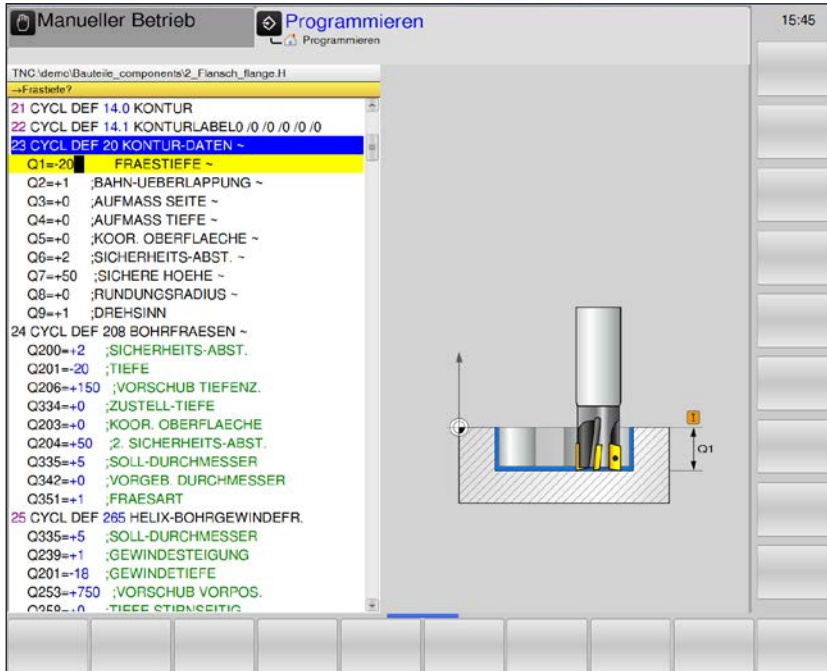 Manueller Betrieb
Programmieren
Programmieren
15:45
TNC:\demo\Bauteile_components\2_Flansch_flange.H
→Frästiefe?
21 CYCL DEF 14.0 KONTUR
22 CYCL DEF 14.1 KONTURLABEL0 /0 /0 /0 /0 /0
23 CYCL DEF 20 KONTUR-DATEN ~
Q1=-20 FRAESTIEFE ~
Q2=+1 ;BAHN-UEBERLAPPUNG ~
Q3=+0 ;AUFMASS SEITE ~
Q4=+0 ;AUFMASS TIEFE ~
Q5=+0 ;KOOR. OBERFLAECHE ~
Q6=+2 ;SICHERHEITS-ABST. ~
Q7=+50 ;SICHERE HOEHE ~
Q8=+0 ;RUNDUNGSRADIUS ~
Q9=+1 ;DREHSINN
24 CYCL DEF 208 BOHRFRAESEN ~
Q200=+2 ;SICHERHEITS-ABST.
Q201=-20 ;TIEFE
Q206=+150 ;VORSCHUB TIEFENZ.
Q334=+0 ;ZUSTELL-TIEFE
Q203=+0 ;KOOR. OBERFLAECHE
Q204=+50 ;2. SICHERHEITS-ABST.
Q335=+5 ;SOLL-DURCHMESSER
Q342=+0 ;VORGEB. DURCHMESSER
Q351=+1 ;FRAESART
25 CYCL DEF 265 HELIX-BOHRGEWINDEFR.
Q335=+5 ;SOLL-DURCHMESSER
Q239=+1 ;GEWINDESTEIGUNG
Q201=-18 ;GEWINDETIEFE
Q253=+750 ;VORSCHUB VORPOS.
Q358=+0 ;TIEFE STIRNSEITIG
I
Q1